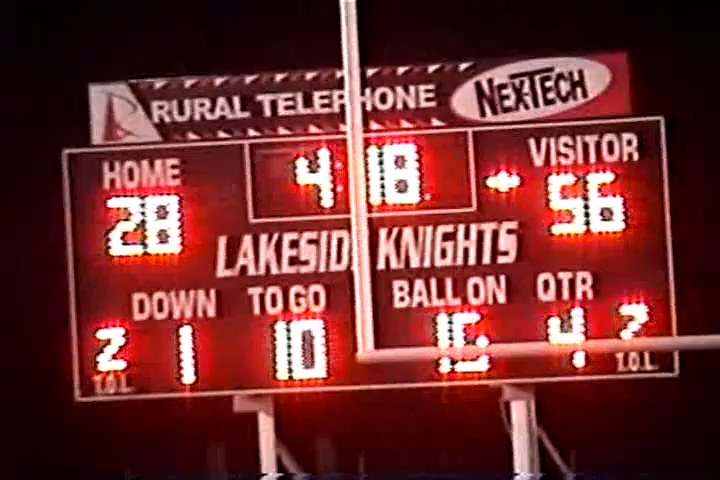 RURAL TELEPHONE NEX-TECH
HOME 4:18 VISITOR
28 56
LAKESIDE KNIGHTS
DOWN TO GO BALL ON QTR
2 1 10 15 4 2
T.O.L. T.O.L.